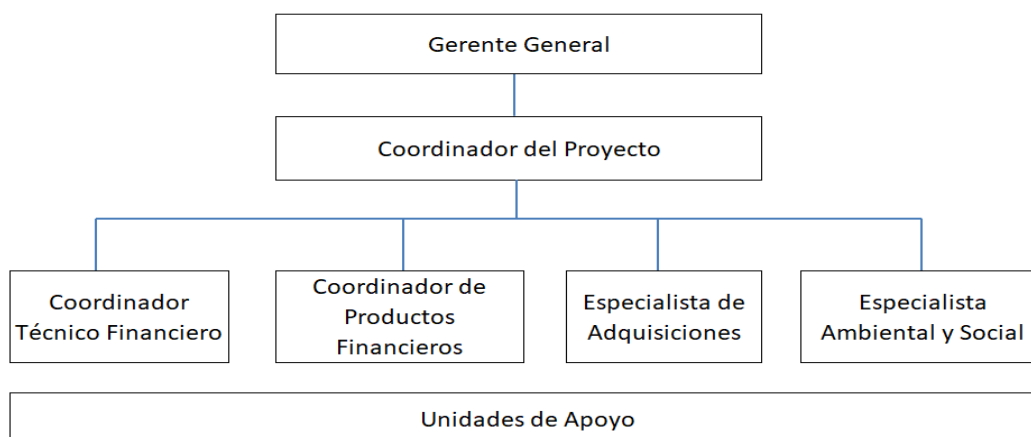 Gerente General
Coordinador del Proyecto
Coordinador
Técnico Financiero
Coordinador de
Productos
Financieros
Especialista de
Adquisiciones
Especialista
Ambiental y Social
Unidades de Apoyo